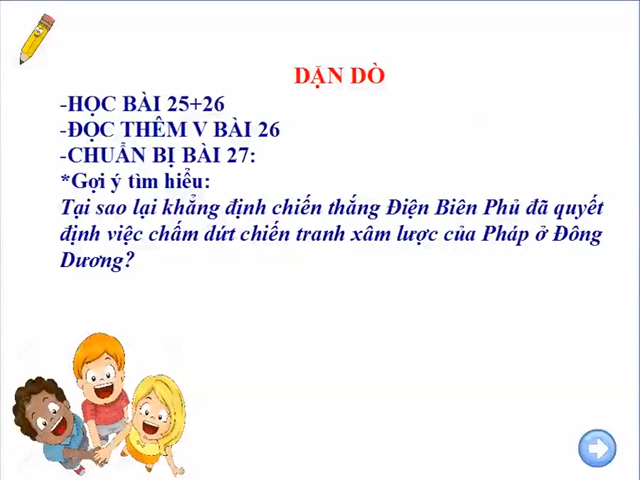 DẶN DÒ
-HỌC BÀI 25+26
-ĐỌC THÊM V BÀI 26
-CHUẨN BỊ BÀI 27:
*Gợi ý tìm hiểu:
Tại sao lại khẳng định chiến thắng Điện Biên Phủ đã quyết
định việc chấm dứt chiến tranh xâm lược của Pháp ở Đông
Dương?